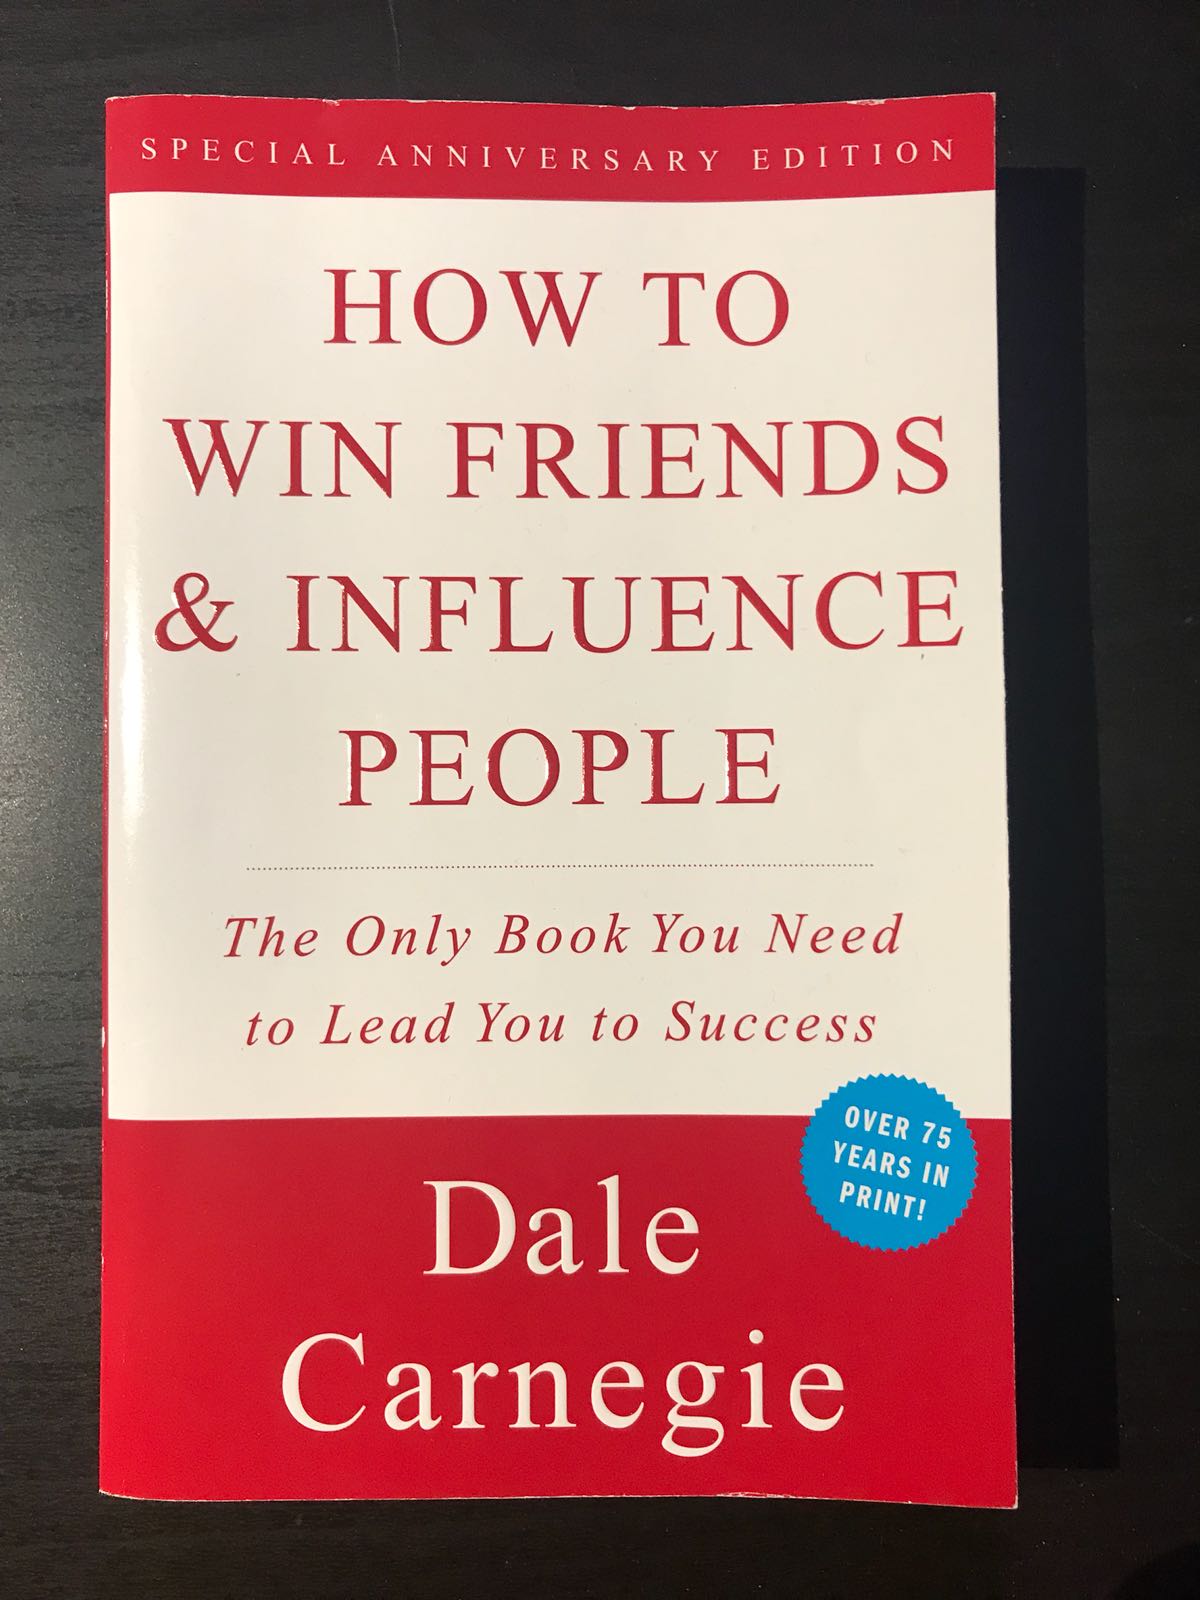 SPECIAL ANNIVERSARY EDITION
HOW TO
WIN FRIENDS
& INFLUENCE
PEOPLE
The Only Book You Need
to Lead You to Success
OVER 75
YEARS IN
PRINT!
Dale
Carnegie